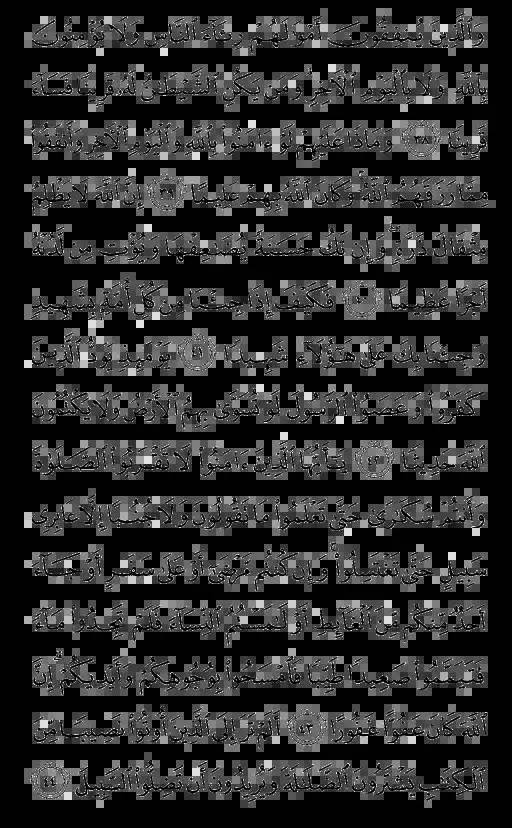 وَٱلَّذِينَ يُنفِقُونَ أَمْوَٰلَهُمْ رِئَآءَ ٱلنَّاسِ وَلَا يُؤْمِنُونَ
بِٱللَّهِ وَلَا بِٱلْيَوْمِ ٱلْءَاخِرِ وَمَن يَكُنِ ٱلشَّيْطَٰنُ لَهُۥ قَرِينًا فَسَآءَ
قَرِينًا ٣٨ وَمَاذَا عَلَيْهِمْ لَوْ ءَامَنُوا۟ بِٱللَّهِ وَٱلْيَوْمِ ٱلْءَاخِرِ وَأَنفَقُوا۟
مِمَّا رَزَقَهُمُ ٱللَّهُ وَكَانَ ٱللَّهُ بِهِمْ عَلِيمًا ٣٩ إِنَّ ٱللَّهَ لَا يَظْلِمُ
مِثْقَالَ ذَرَّةٍ وَإِن تَكُ حَسَنَةً يُضَٰعِفْهَا وَيُؤْتِ مِن لَّدُنْهُ
أَجْرًا عَظِيمًا ٤٠ فَكَيْفَ إِذَا جِئْنَا مِن كُلِّ أُمَّةٍۭ بِشَهِيدٍ
وَجِئْنَا بِكَ عَلَىٰ هَٰٓؤُلَآءِ شَهِيدًا ٤١ يَوْمَئِذٍ يَوَدُّ ٱلَّذِينَ
كَفَرُوا۟ وَعَصَوُا۟ ٱلرَّسُولَ لَوْ تُسَوَّىٰ بِهِمُ ٱلْأَرْضُ وَلَا يَكْتُمُونَ
ٱللَّهَ حَدِيثًا ٤٢ يَٰٓأَيُّهَا ٱلَّذِينَ ءَامَنُوا۟ لَا تَقْرَبُوا۟ ٱلصَّلَوٰةَ
وَأَنتُمْ سُكَٰرَىٰ حَتَّىٰ تَعْلَمُوا۟ مَا تَقُولُونَ وَلَا جُنُبًا إِلَّا عَابِرِى
سَبِيلٍ حَتَّىٰ تَغْتَسِلُوا۟ وَإِن كُنتُم مَّرْضَىٰٓ أَوْ عَلَىٰ سَفَرٍ أَوْ جَآءَ
أَحَدٌ مِّنكُم مِّنَ ٱلْغَآئِطِ أَوْ لَٰمَسْتُمُ ٱلنِّسَآءَ فَلَمْ تَجِدُوا۟ مَآءً
فَتَيَمَّمُوا۟ صَعِيدًا طَيِّبًا فَٱمْسَحُوا۟ بِوُجُوهِكُمْ وَأَيْدِيكُمْ إِنَّ
ٱللَّهَ كَانَ عَفُوًّا غَفُورًا ٤٣ أَلَمْ تَرَ إِلَى ٱلَّذِينَ أُوتُوا۟ نَصِيبًا مِّنَ
ٱلْكِتَٰبِ يَشْتَرُونَ ٱلضَّلَٰلَةَ وَيُرِيدُونَ أَن تَضِلُّوا۟ ٱلسَّبِيلَ ٤٤